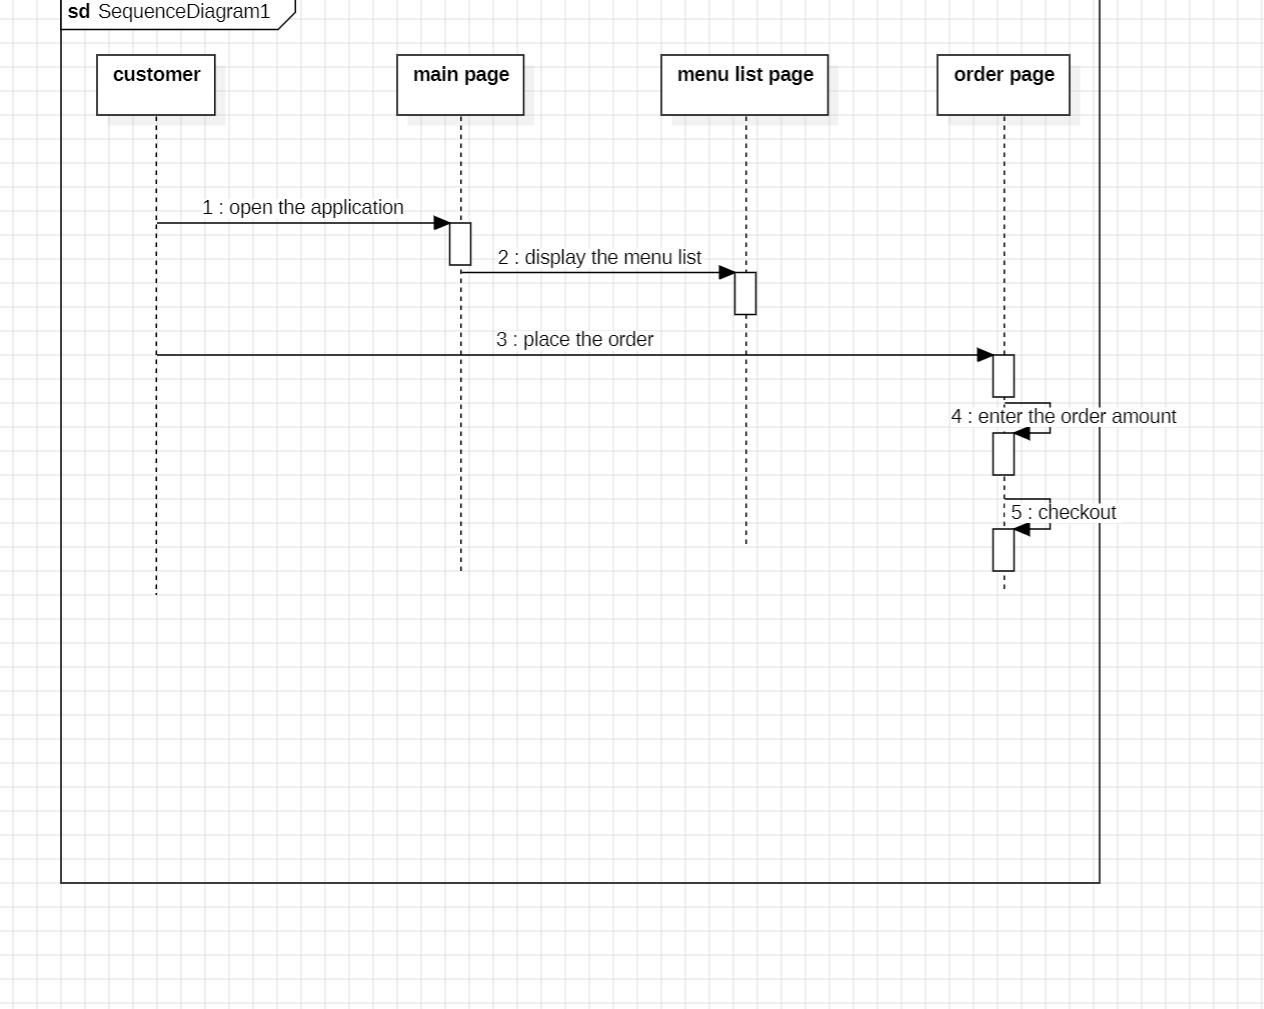 sd SequenceDiagram1
customer
main page
menu list page
order page
1 : open the application
2 : display the menu list
3 : place the order
4 : enter the order amount
5 : checkout